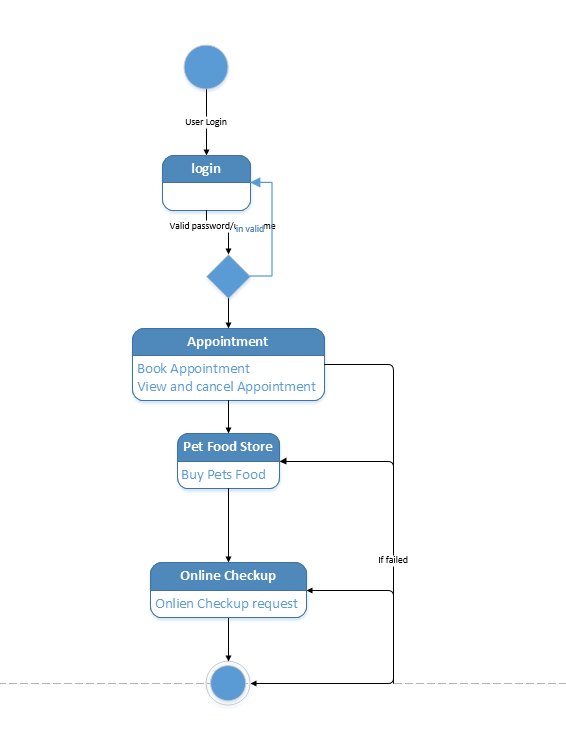 User Login
login
Valid password/
in valid
me
Appointment
Book Appointment
View and cancel Appointment
Pet Food Store
Buy Pets Food
If failed
Online Checkup
Onlien Checkup request